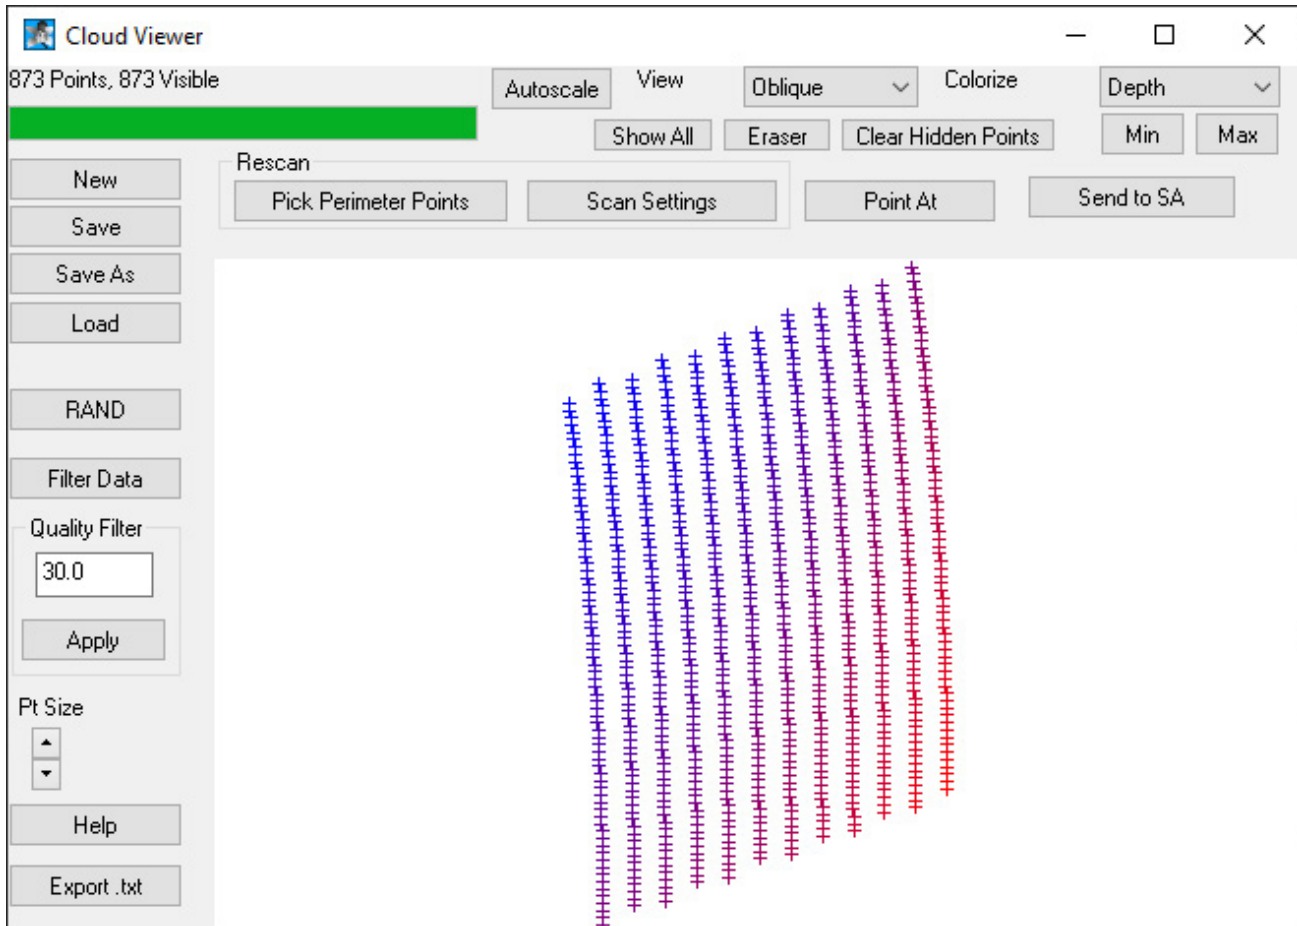 Cloud Viewer
873 Points, 873 Visible
Autoscale
View
Oblique
Colorize
Depth
Show All
Eraser
Clear Hidden Points
Min
Max
Rescan
Pick Perimeter Points
Scan Settings
Point At
Send to SA
New
Save
Save As
Load
RAND
Filter Data
Quality Filter
30.0
Apply
Pt Size
Help
Export .txt